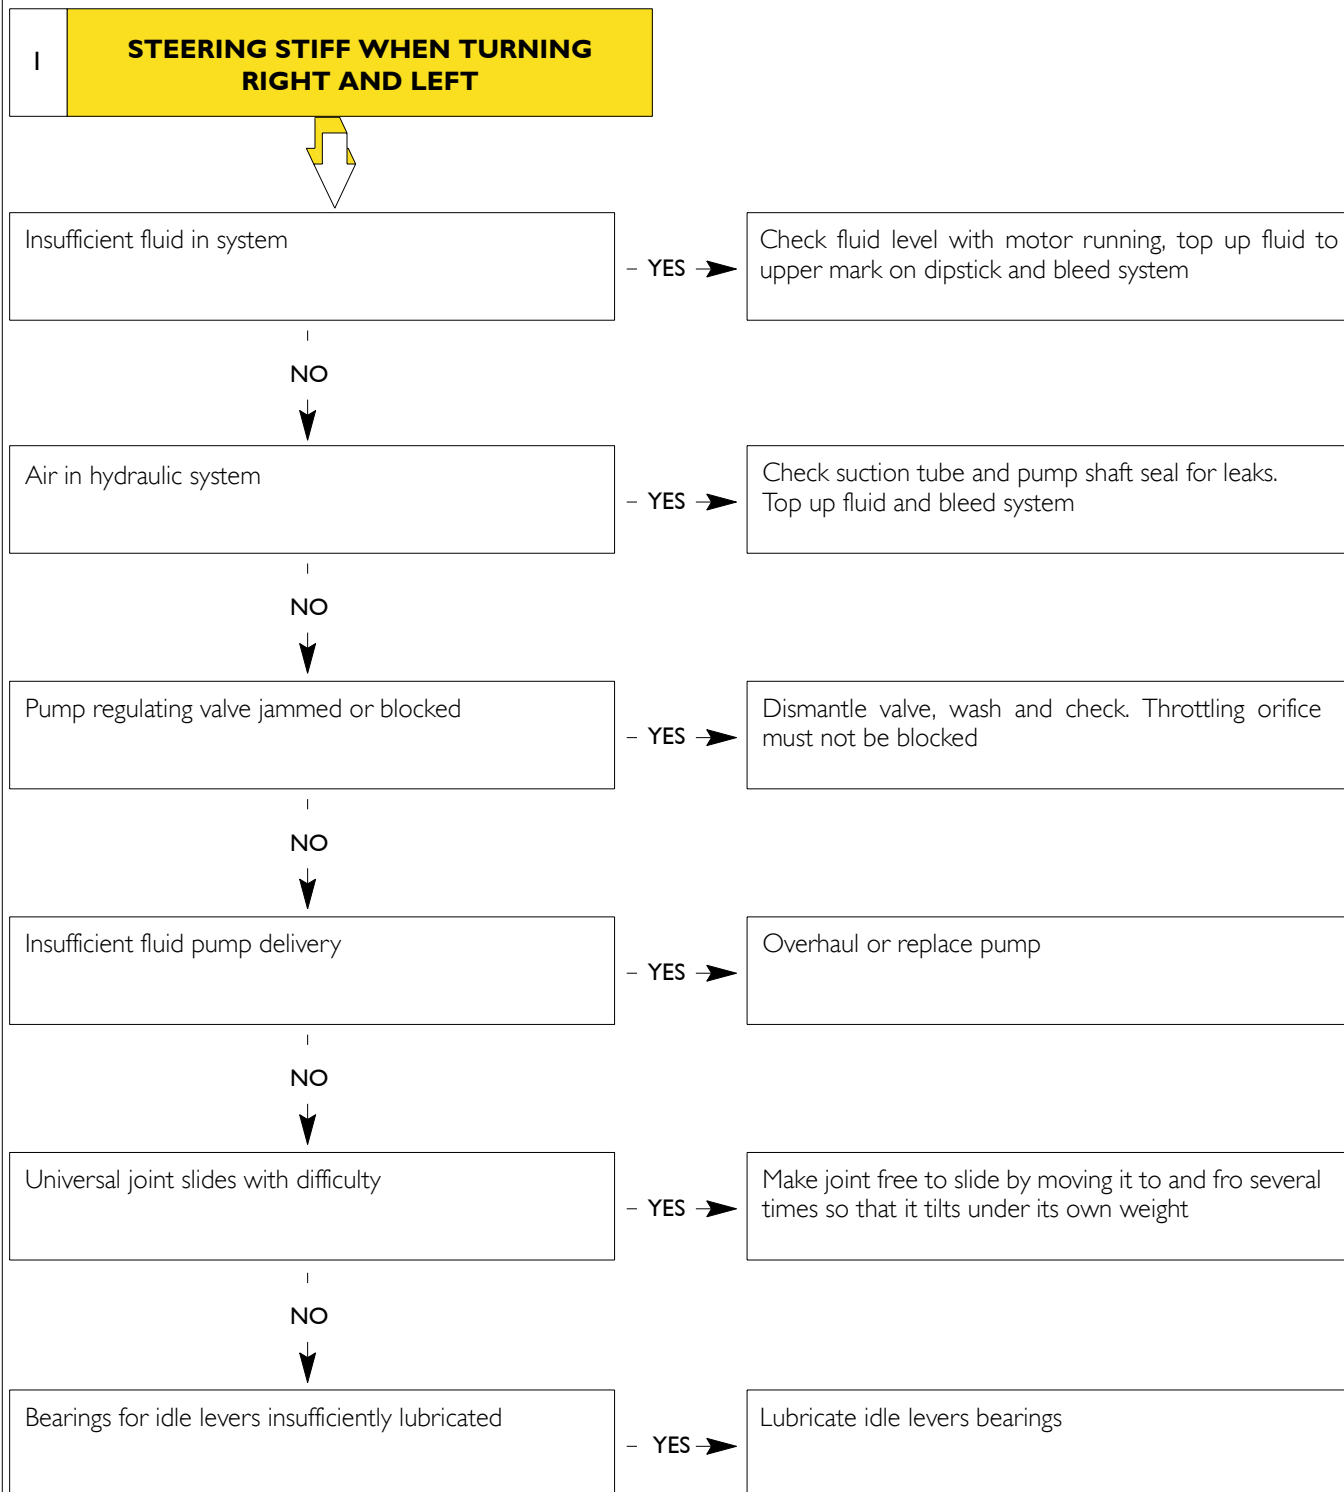 1
STEERING STIFF WHEN TURNING
RIGHT AND LEFT
Insufficient fluid in system
YES
Check fluid level with motor running, top up fluid to
upper mark on dipstick and bleed system
NO
Air in hydraulic system
YES
Check suction tube and pump shaft seal for leaks.
Top up fluid and bleed system
NO
Pump regulating valve jammed or blocked
YES
Dismantle valve, wash and check. Throttling orifice
must not be blocked
NO
Insufficient fluid pump delivery
YES
Overhaul or replace pump
NO
Universal joint slides with difficulty
YES
Make joint free to slide by moving it to and fro several
times so that it tilts under its own weight
NO
Bearings for idle levers insufficiently lubricated
YES
Lubricate idle levers bearings